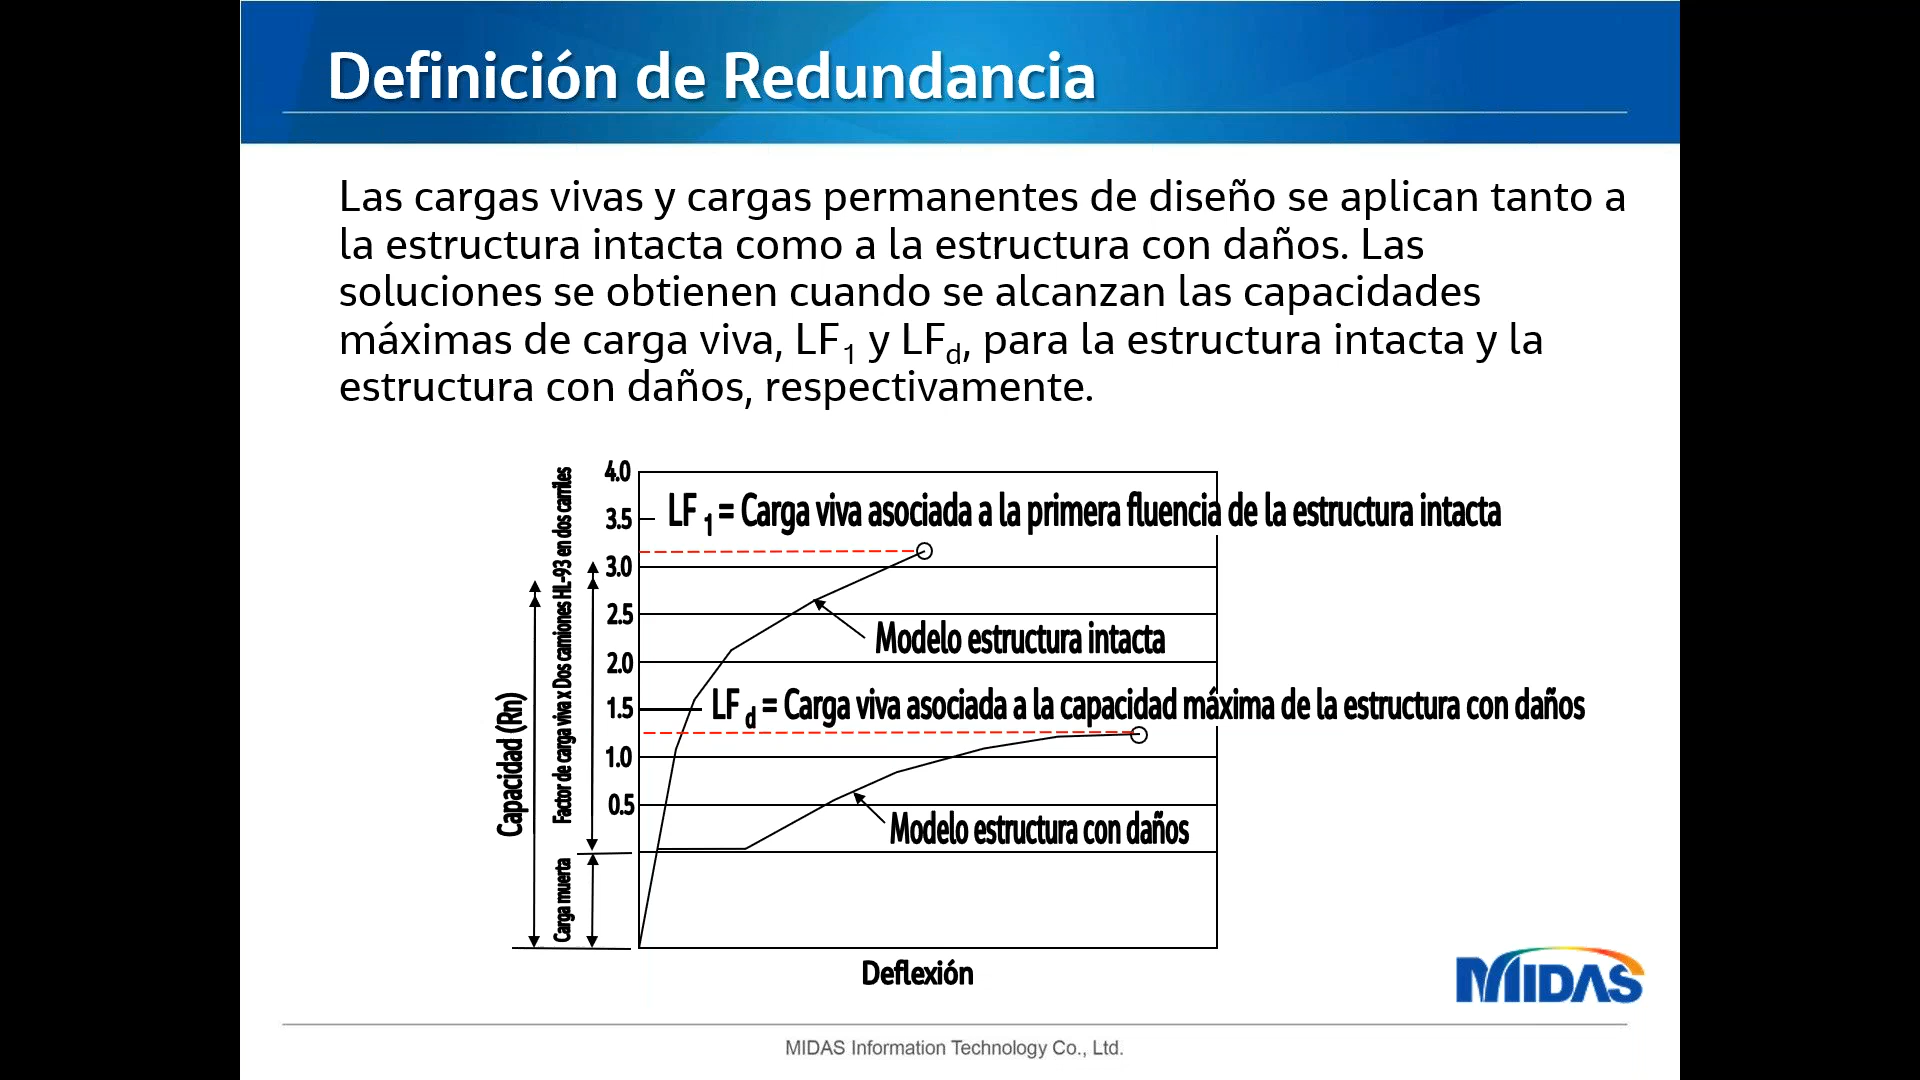 Definición de Redundancia
Las cargas vivas y cargas permanentes de diseño se aplican tanto a
la estructura intacta como a la estructura con daños. Las
soluciones se obtienen cuando se alcanzan las capacidades
máximas de carga viva, LF1 y LFd, para la estructura intacta y la
estructura con daños, respectivamente.
Capacidad (Rn)
Factor de carga viva x Dos camiones HL-93 en dos carriles
Carga muerta
4.0
3.5
3.0
2.5
2.0
1.5
1.0
0.5
LF 1 = Carga viva asociada a la primera fluencia de la estructura intacta
Modelo estructura intacta
LF d = Carga viva asociada a la capacidad máxima de la estructura con daños
Modelo estructura con daños
Deflexión
MIDAS
MIDAS Information Technology Co., Ltd.